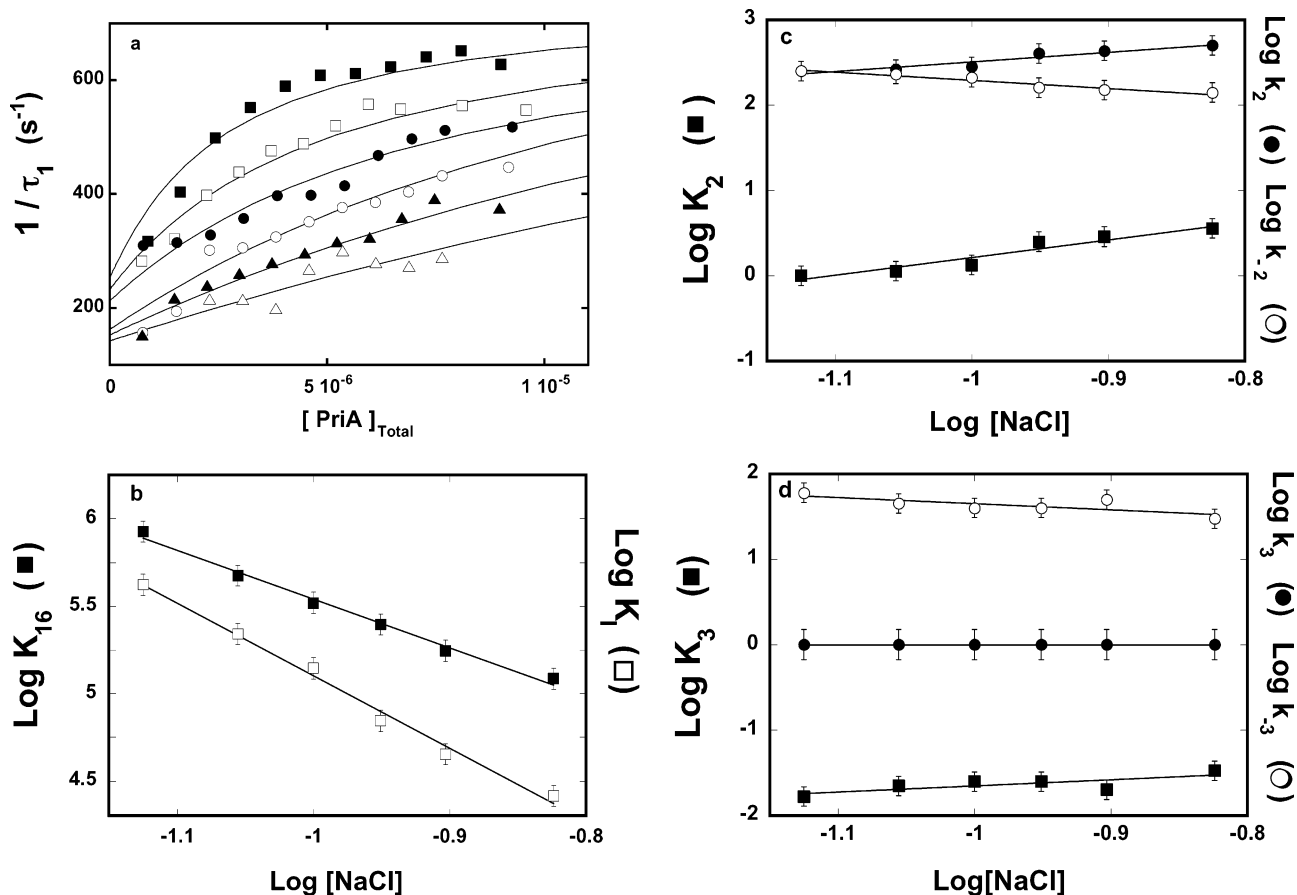 a
1 / τ1 (s-1)
600
400
200
0
5 10-6
1 10-5
[ PriA ]Total
b
Log K16 (■)
6
5.5
5
4.5
-1.1
-1
-0.9
-0.8
Log [NaCl]
Log KI (□)
c
Log K2 (■)
3
2
1
0
-1
-1.1
-1
-0.9
-0.8
Log [NaCl]
Log k2 (●)
Log k-2 (○)
d
Log K3 (■)
2
1
0
-1
-2
-1.1
-1
-0.9
-0.8
Log[NaCl]
Log k3 (●)
Log k-3 (○)